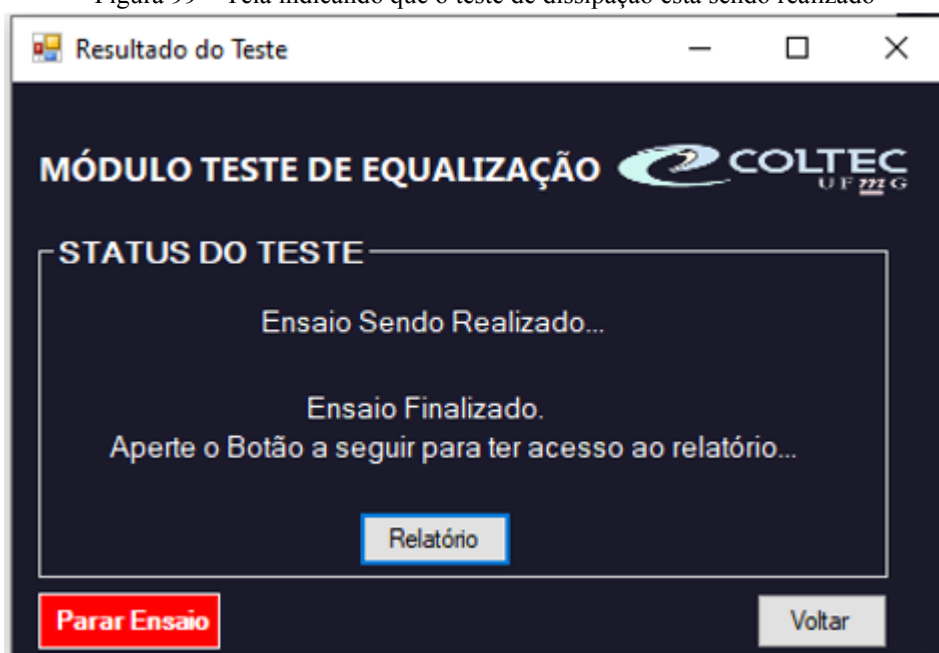 Figura 99 – Tela indicando que o teste de dissipação está sendo realizado
Resultado do Teste
MÓDULO TESTE DE EQUALIZAÇÃO
COLTEC
UFmG
STATUS DO TESTE
Ensaio Sendo Realizado...
Ensaio Finalizado.
Aperte o Botão a seguir para ter acesso ao relatório...
Relatório
Parar Ensaio
Voltar